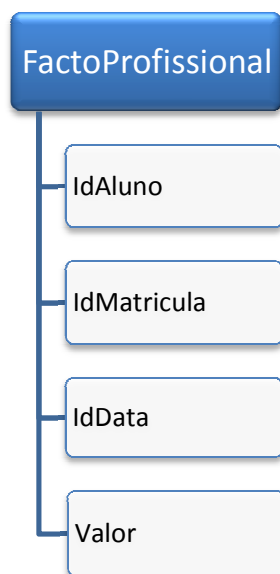 FactoProfissional
IdAluno
IdMatricula
IdData
Valor